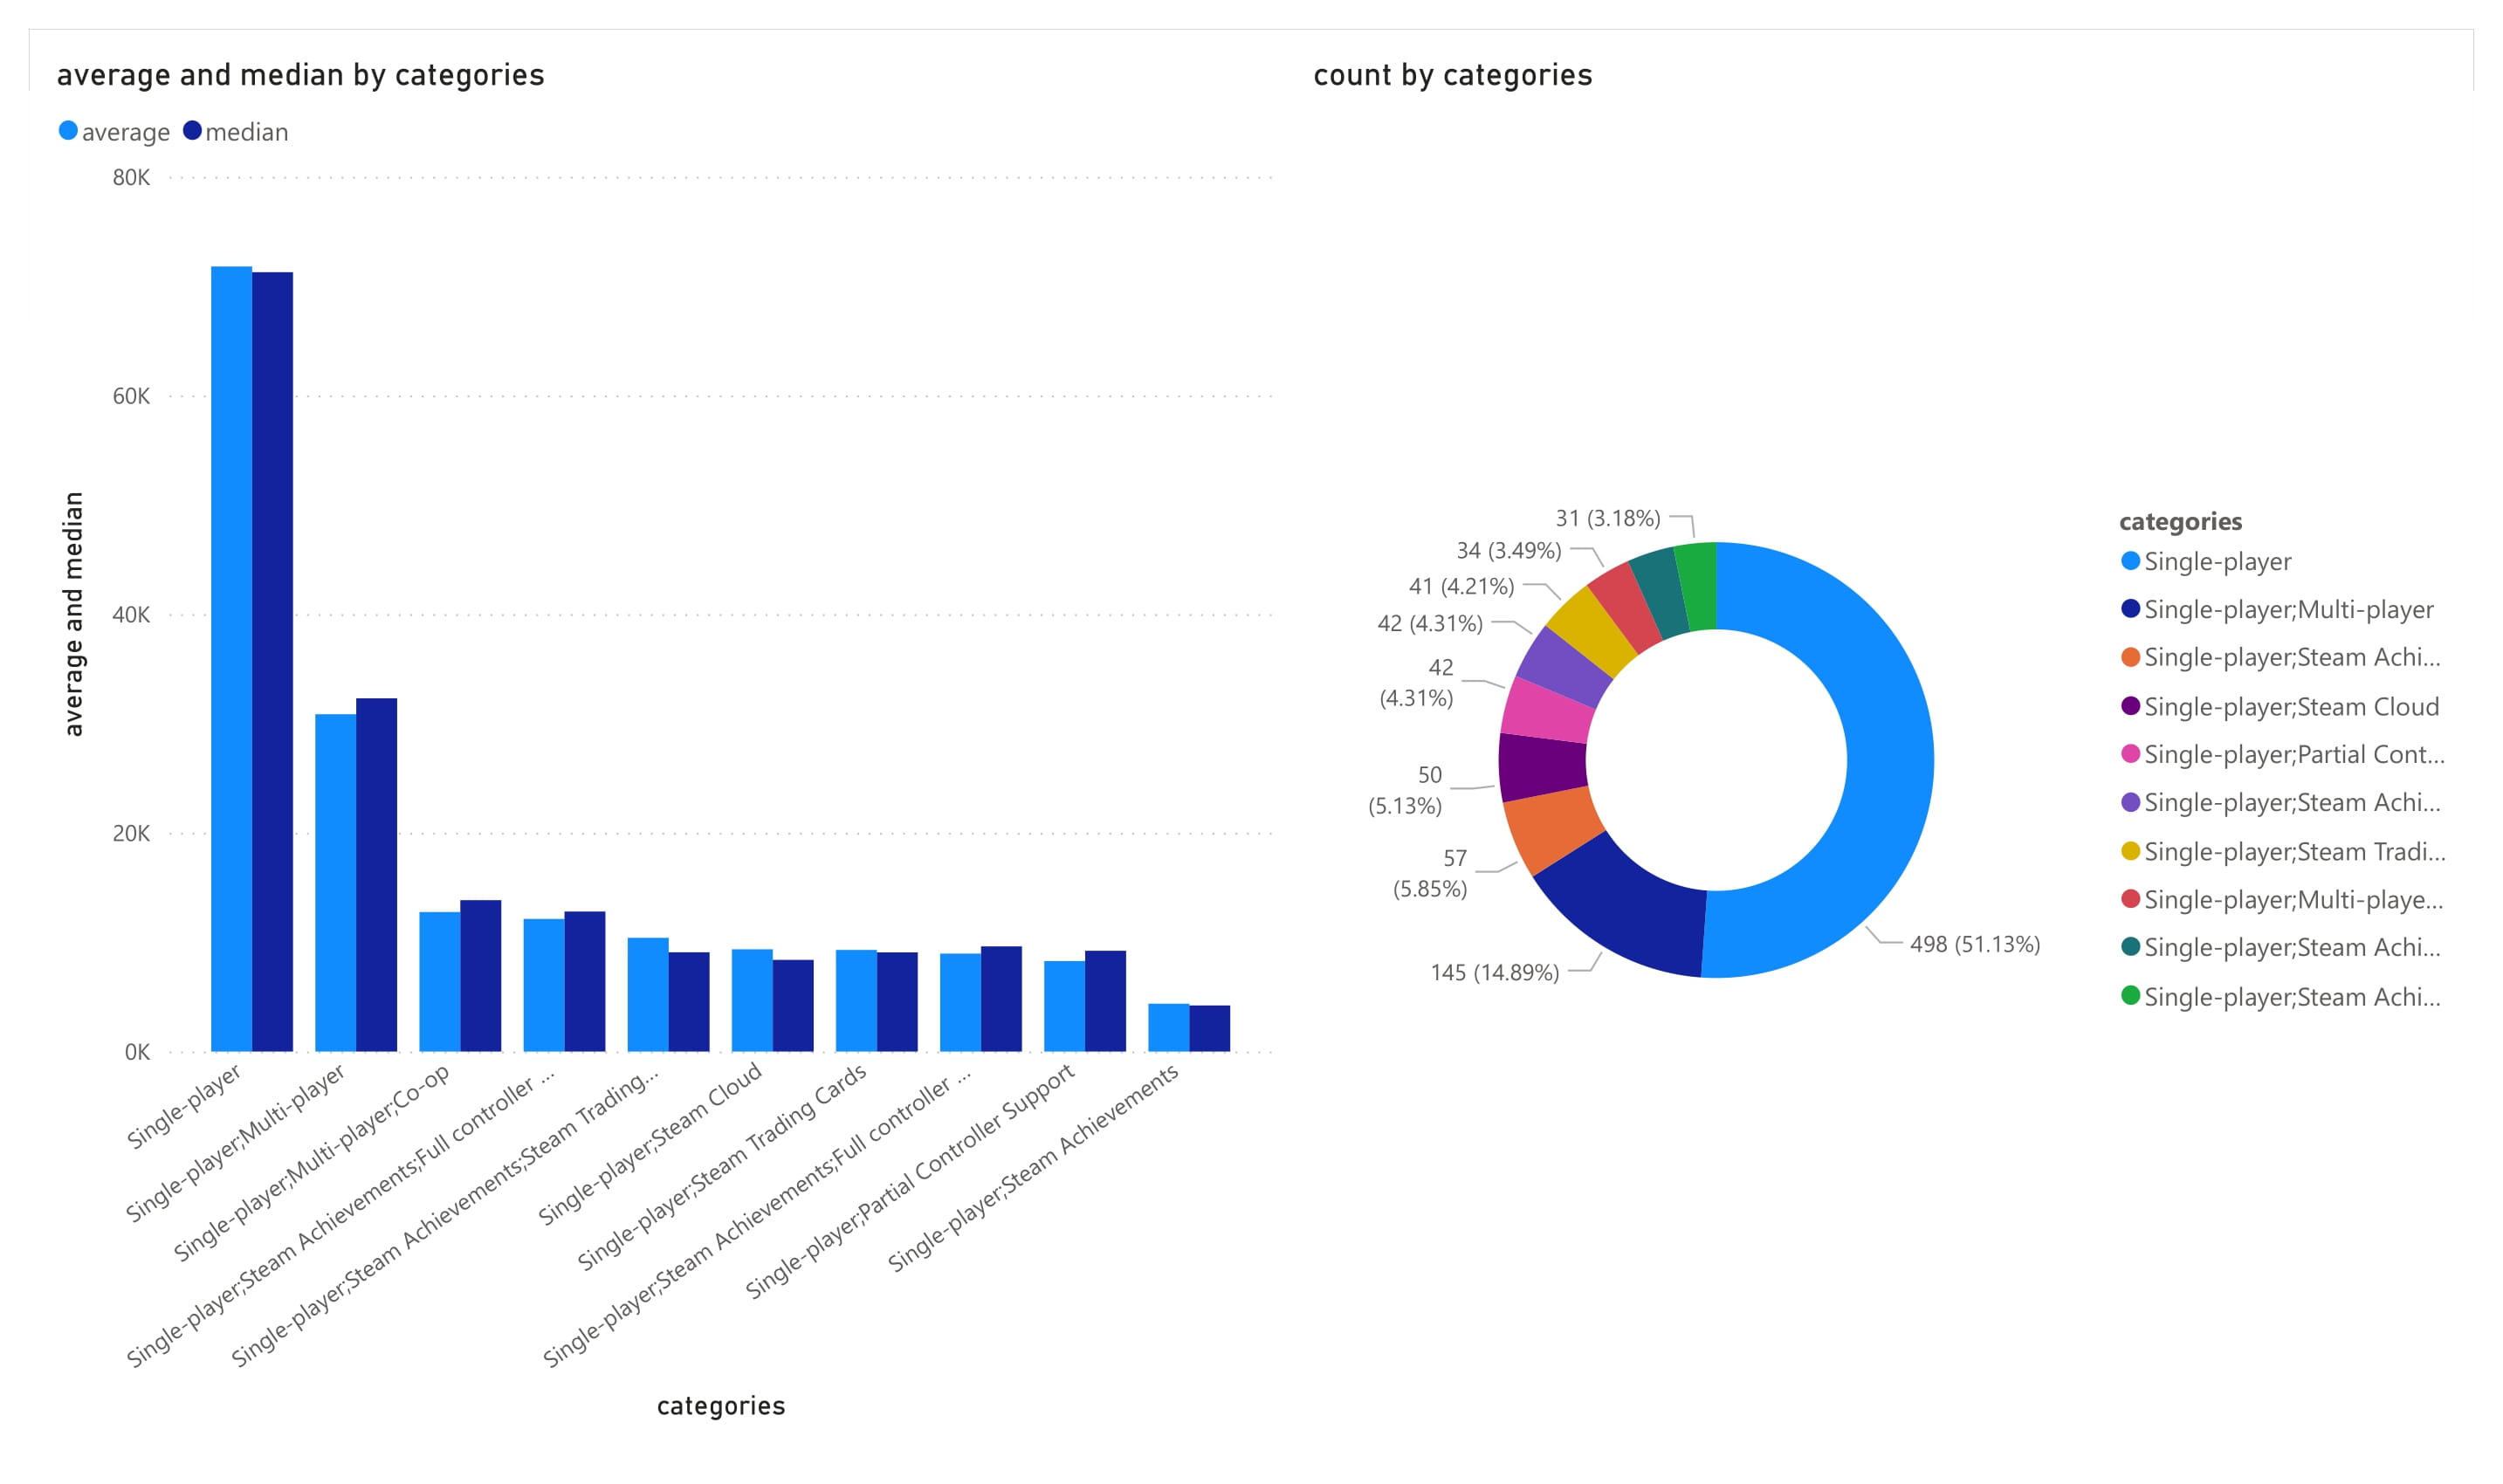 average and median by categories
average median
80K
60K
40K
20K
0K
average and median
Single-player
Single-player;Multi-player
Single-player;Multi-player;Co-op
Single-player;Steam Achievements;Full controller ...
Single-player;Steam Achievements;Steam Trading...
Single-player;Steam Cloud
Single-player;Steam Trading Cards
Single-player;Steam Achievements;Full controller ...
Single-player;Partial Controller Support
Single-player;Steam Achievements
categories
count by categories
31 (3.18%)
34 (3.49%)
41 (4.21%)
42 (4.31%)
42
(4.31%)
50
(5.13%)
57
(5.85%)
145 (14.89%)
498 (51.13%)
categories
Single-player
Single-player;Multi-player
Single-player;Steam Achi...
Single-player;Steam Cloud
Single-player;Partial Cont...
Single-player;Steam Achi...
Single-player;Steam Tradi...
Single-player;Multi-playe...
Single-player;Steam Achi...
Single-player;Steam Achi...